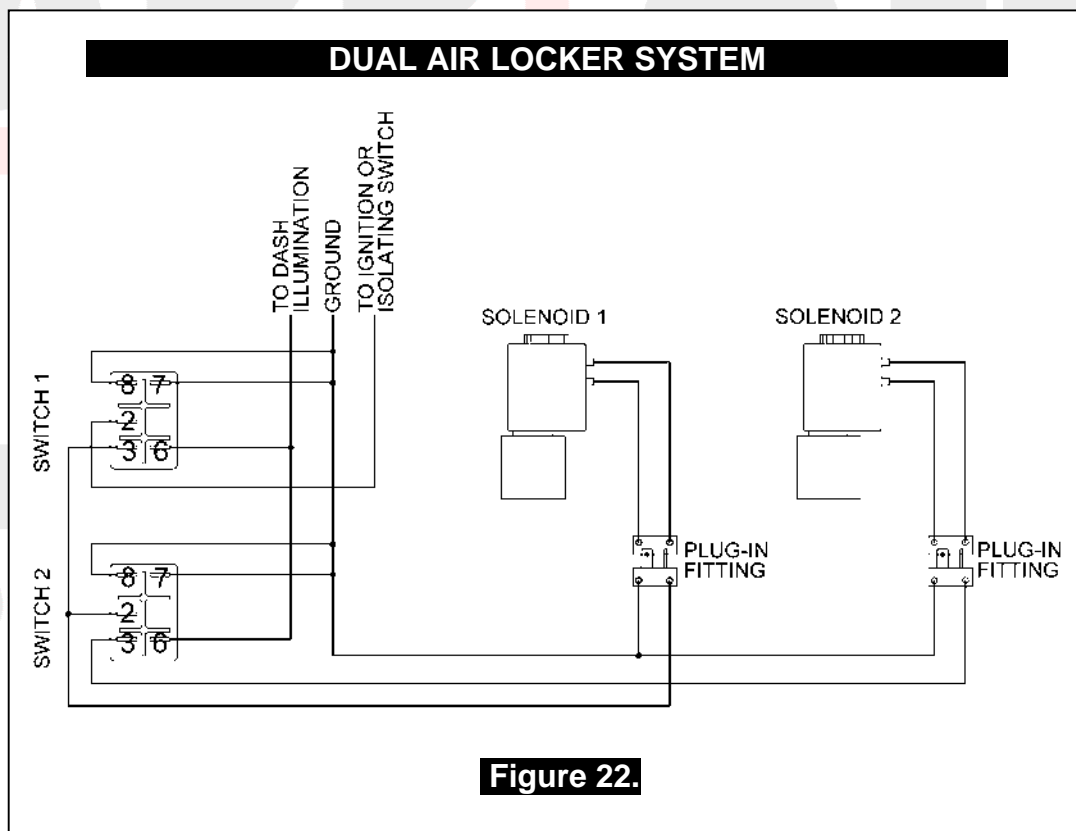 DUAL AIR LOCKER SYSTEM
TO DASH
ILLUMINATION
GROUND
TO IGNITION OR
ISOLATING SWITCH
SOLENOID 1
SOLENOID 2
SWITCH 1
8 7
2
3 6
SWITCH 2
8 7
2
3 6
PLUG-IN
FITTING
PLUG-IN
FITTING
Figure 22.